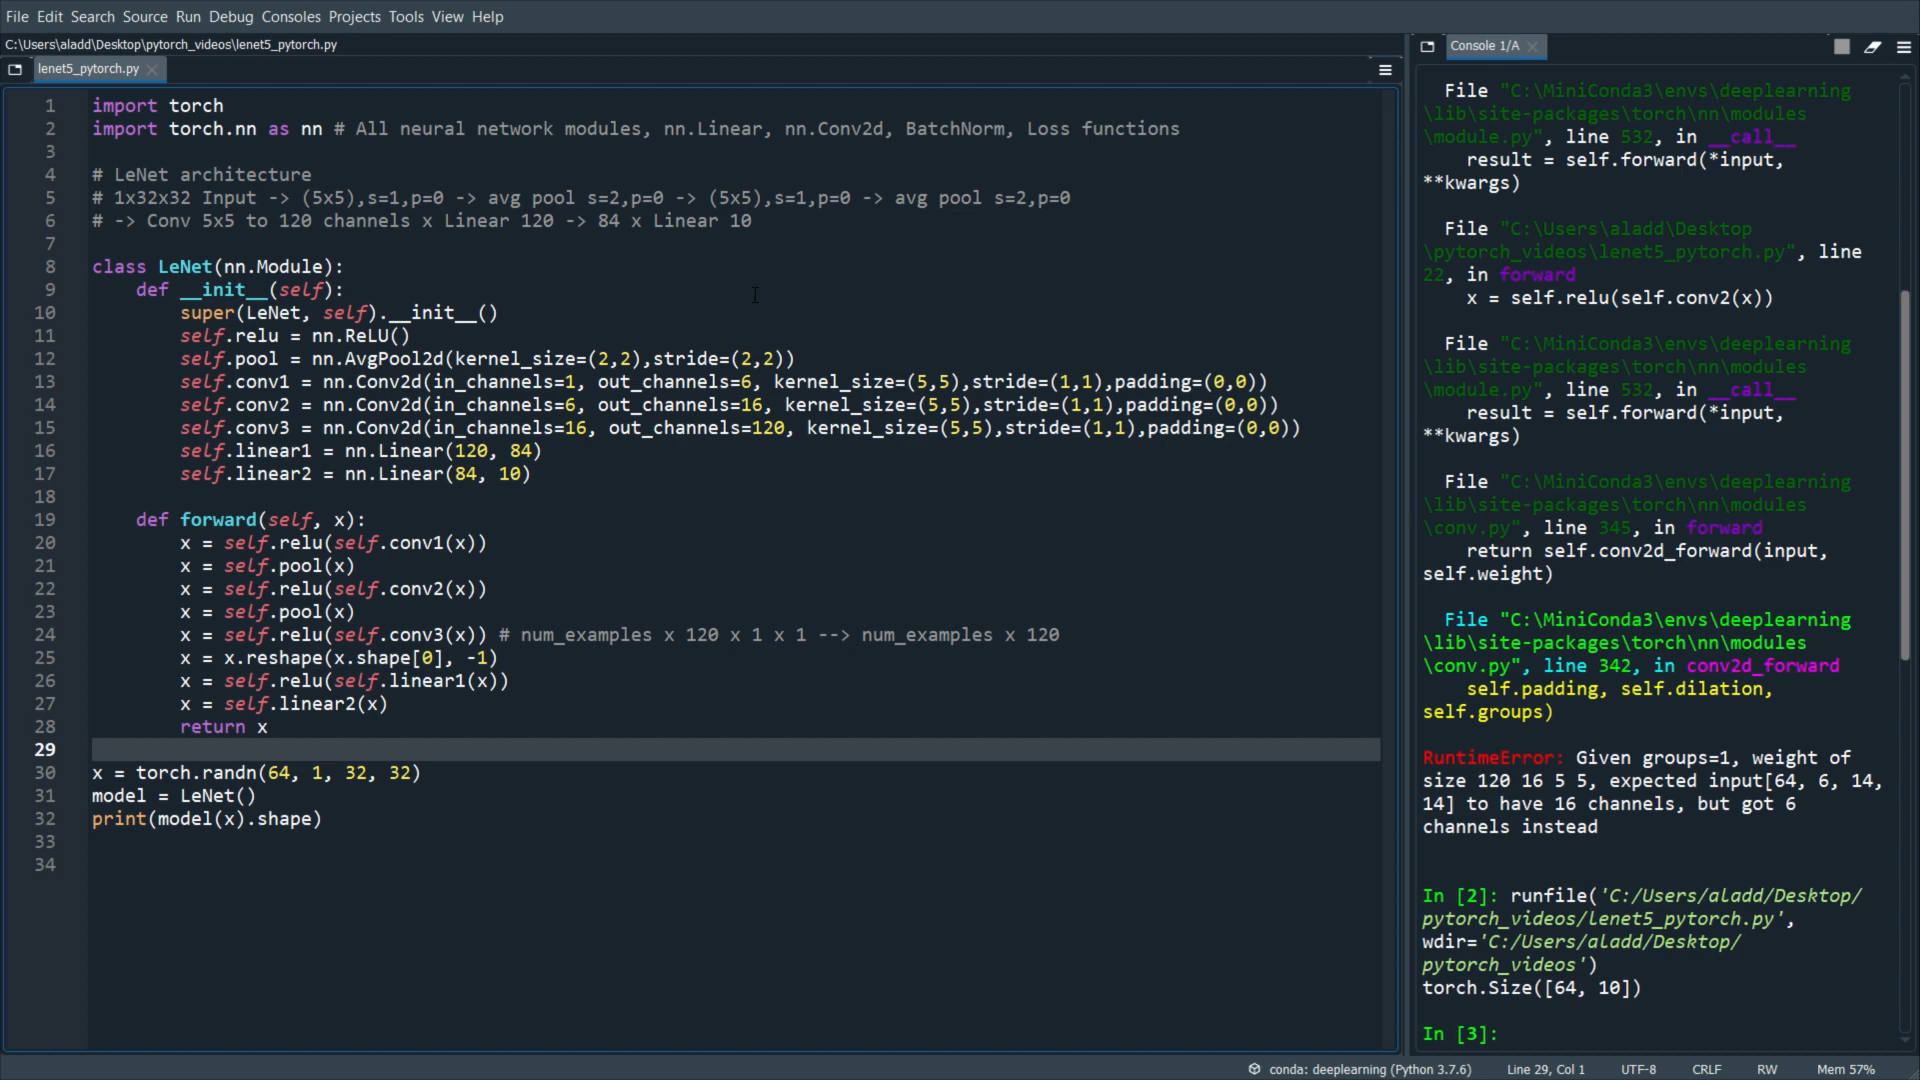 File Edit Search Source Run Debug Consoles Projects Tools View Help
C:\Users\aladd\Desktop\pytorch_videos\lenet5_pytorch.py
lenet5_pytorch.py
1 import torch
2 import torch.nn as nn # All neural network modules, nn.Linear, nn.Conv2d, BatchNorm, Loss functions
3
4 # LeNet architecture
5 # 1x32x32 Input -> (5x5),s=1,p=0 -> avg pool s=2,p=0 -> (5x5),s=1,p=0 -> avg pool s=2,p=0
6 # -> Conv 5x5 to 120 channels x Linear 120 -> 84 x Linear 10
7
8 class LeNet(nn.Module):
9     def __init__(self):
10         super(LeNet, self).__init__()
11         self.relu = nn.ReLU()
12         self.pool = nn.AvgPool2d(kernel_size=(2,2),stride=(2,2))
13         self.conv1 = nn.Conv2d(in_channels=1, out_channels=6, kernel_size=(5,5),stride=(1,1),padding=(0,0))
14         self.conv2 = nn.Conv2d(in_channels=6, out_channels=16, kernel_size=(5,5),stride=(1,1),padding=(0,0))
15         self.conv3 = nn.Conv2d(in_channels=16, out_channels=120, kernel_size=(5,5),stride=(1,1),padding=(0,0))
16         self.linear1 = nn.Linear(120, 84)
17         self.linear2 = nn.Linear(84, 10)
18
19     def forward(self, x):
20         x = self.relu(self.conv1(x))
21         x = self.pool(x)
22         x = self.relu(self.conv2(x))
23         x = self.pool(x)
24         x = self.relu(self.conv3(x)) # num_examples x 120 x 1 x 1 --> num_examples x 120
25         x = x.reshape(x.shape[0], -1)
26         x = self.relu(self.linear1(x))
27         x = self.linear2(x)
28         return x
29
30 x = torch.randn(64, 1, 32, 32)
31 model = LeNet()
32 print(model(x).shape)
33
34
Console 1/A
File "C:\MiniConda3\envs\deeplearning
\lib\site-packages\torch\nn\modules
\module.py", line 532, in __call__
result = self.forward(*input,
**kwargs)
File "C:\Users\aladd\Desktop
\pytorch_videos\lenet5_pytorch.py", line
22, in forward
x = self.relu(self.conv2(x))
File "C:\MiniConda3\envs\deeplearning
\lib\site-packages\torch\nn\modules
\module.py", line 532, in __call__
result = self.forward(*input,
**kwargs)
File "C:\MiniConda3\envs\deeplearning
\lib\site-packages\torch\nn\modules
\conv.py", line 345, in forward
return self.conv2d_forward(input,
self.weight)
File "C:\MiniConda3\envs\deeplearning
\lib\site-packages\torch\nn\modules
\conv.py", line 342, in conv2d_forward
self.padding, self.dilation,
self.groups)
RuntimeError: Given groups=1, weight of
size 120 16 5 5, expected input[64, 6, 14,
14] to have 16 channels, but got 6
channels instead
In [2]: runfile('C:/Users/aladd/Desktop/
pytorch_videos/lenet5_pytorch.py',
wdir='C:/Users/aladd/Desktop/
pytorch_videos')
torch.Size([64, 10])
In [3]:
conda: deeplearning (Python 3.7.6) Line 29, Col 1 UTF-8 CRLF RW Mem 57%